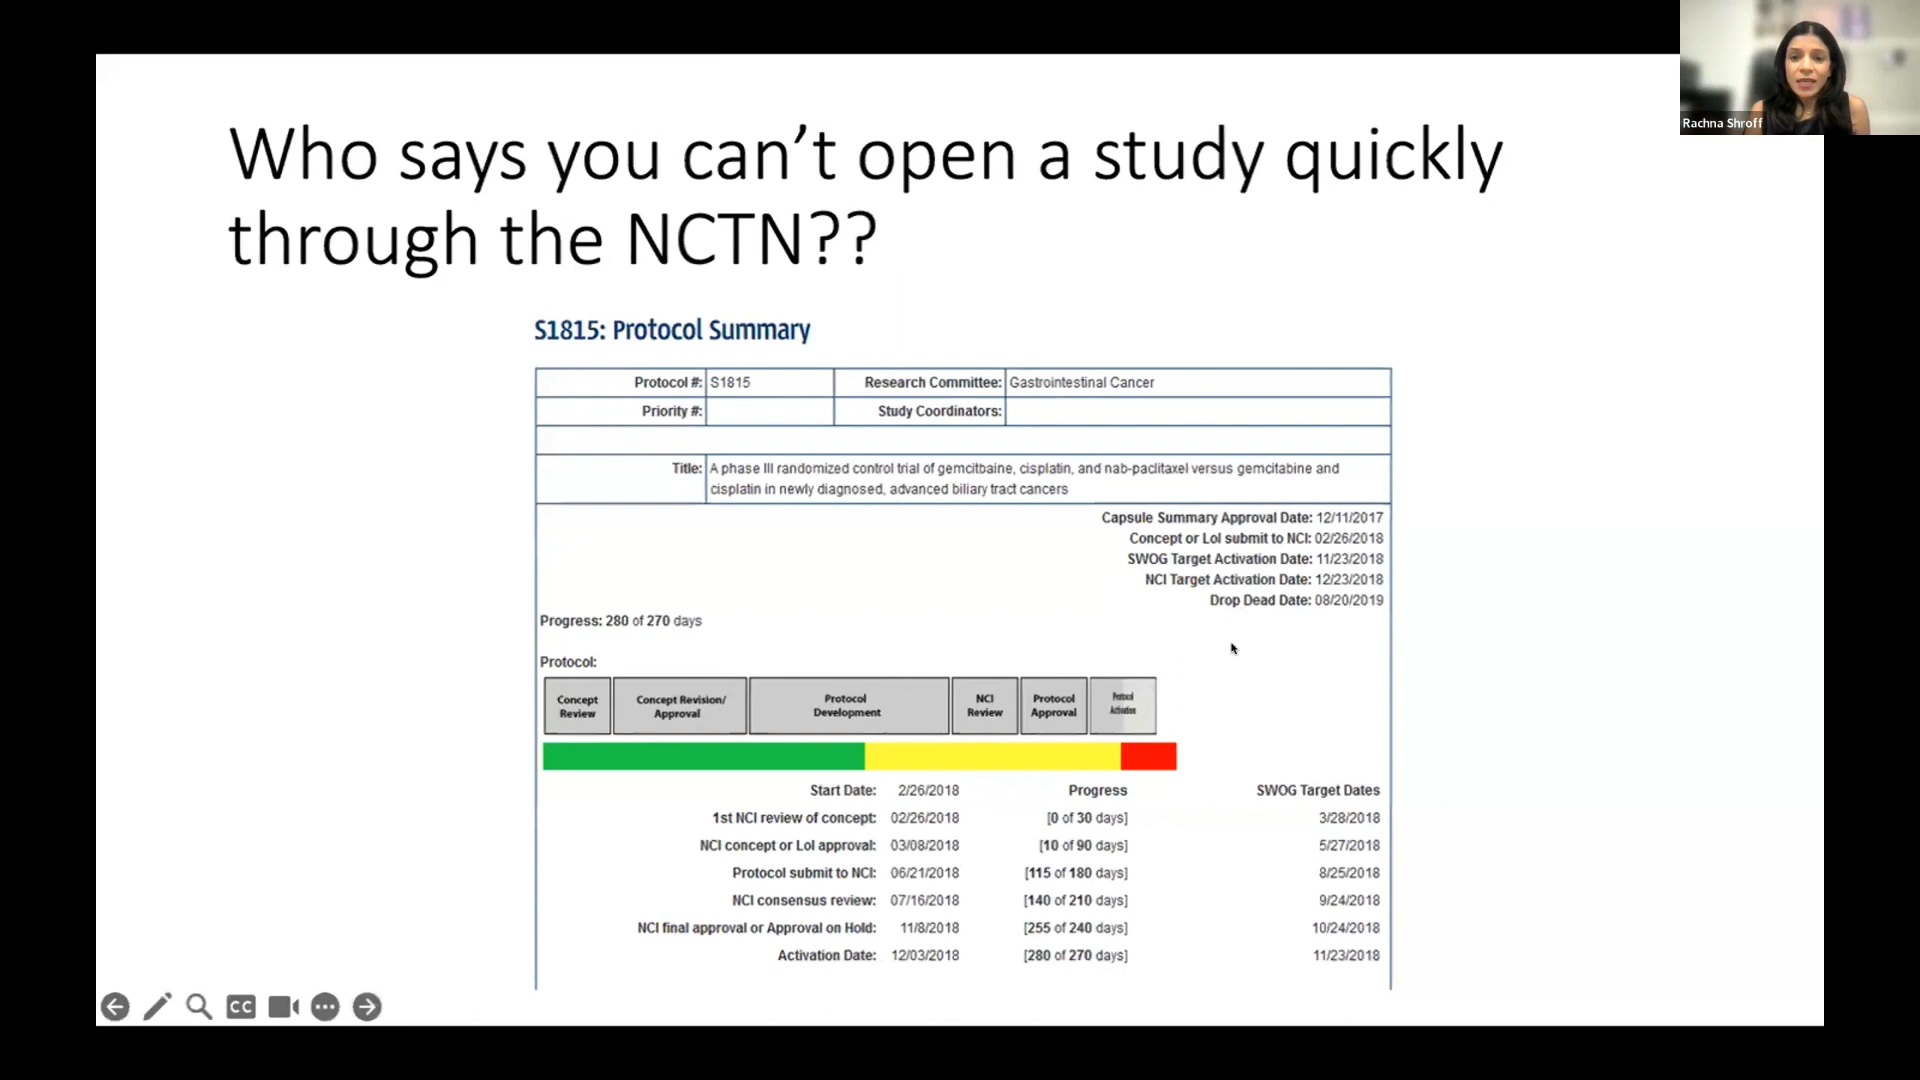 Rachna Shroff
Who says you can’t open a study quickly
through the NCTN??
S1815: Protocol Summary
Protocol #: S1815 Research Committee: Gastrointestinal Cancer
Priority #: Study Coordinators:
Title: A phase III randomized control trial of gemcitbaine, cisplatin, and nab-paclitaxel versus gemcitabine and
cisplatin in newly diagnosed, advanced biliary tract cancers
Capsule Summary Approval Date: 12/11/2017
Concept or LoI submit to NCI: 02/26/2018
SWOG Target Activation Date: 11/23/2018
NCI Target Activation Date: 12/23/2018
Drop Dead Date: 08/20/2019
Progress: 280 of 270 days
Protocol:
Concept Review
Concept Revision/ Approval
Protocol Development
NCI Review
Protocol Approval
Protocol Activation
Start Date: 2/26/2018 Progress SWOG Target Dates
1st NCI review of concept: 02/26/2018 [0 of 30 days] 3/28/2018
NCI concept or LoI approval: 03/08/2018 [10 of 90 days] 5/27/2018
Protocol submit to NCI: 06/21/2018 [115 of 180 days] 8/25/2018
NCI consensus review: 07/16/2018 [140 of 210 days] 9/24/2018
NCI final approval or Approval on Hold: 11/8/2018 [255 of 240 days] 10/24/2018
Activation Date: 12/03/2018 [280 of 270 days] 11/23/2018
CC